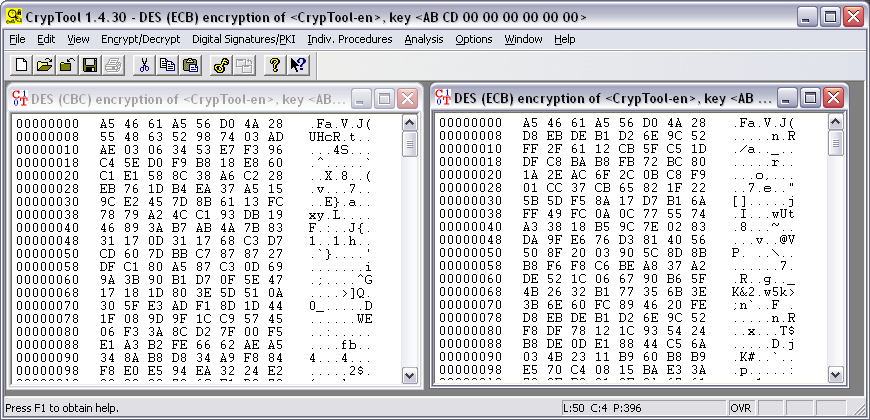 CrypTool 1.4.30 - DES (ECB) encryption of <CrypTool-en>, key <AB CD 00 00 00 00 00 00>
File Edit View Encrypt/Decrypt Digital Signatures/PKI Indiv. Procedures Analysis Options Window Help
DES (CBC) encryption of <CrypTool-en>, key <AB ...
00000000 A5 46 61 A5 56 D0 4A 28 .Fa.V.J(
00000008 55 48 63 52 98 74 03 AD UHcR.t..
00000010 AE 03 06 34 53 E7 F3 96 ...4S...
00000018 C4 5E D0 F9 B8 18 E8 60 .^.....`
00000020 C1 E1 58 8C 38 A6 C2 28 ..X.8..(
00000028 EB 76 1D B4 EA 37 A5 15 .v...7..
00000030 9C E2 45 7D 8B 61 13 FC ..E}.a..
00000038 78 79 A2 4C C1 93 DB 19 xy.L....
00000040 46 89 3A B7 AB 4A 7B 83 F.:..J{.
00000048 31 17 0D 31 17 68 C3 D7 1..1.h..
00000050 CD 60 7D BB C7 87 87 27 .`}....'
00000058 DF C1 80 A5 87 C3 0D 69 .......i
00000060 9A 3B 90 B1 D7 0F 5E 47 .;....^G
00000068 17 18 1D 80 3E 5D 51 0A ....>]Q.
00000070 30 5F E3 AD F1 8D 1D 44 0_.....D
00000078 1F 08 9D 9F 1C C9 57 45 ......WE
00000080 06 F3 3A 8C D2 7F 00 F5 ..:.....
00000088 E1 A3 B2 FE 66 62 AE A5 ....fb..
00000090 34 8A B8 D8 34 A9 F8 84 4...4...
00000098 F8 E0 E5 94 EA 32 24 E2 .....2$.
DES (ECB) encryption of <CrypTool-en>, key <AB ...
00000000 A5 46 61 A5 56 D0 4A 28 .Fa.V.J(
00000008 D8 EB DE B1 D2 6E 9C 52 .....n.R
00000010 FF 2F 61 12 CB 5F C5 1D ./a.._..
00000018 DF C8 BA B8 FB 72 BC 80 .....r..
00000020 1A 2E AC 6F 2C 0B C8 F9 ...o,...
00000028 01 CC 37 CB 65 82 1F 22 ..7.e.."
00000030 5B 5D F5 8A 17 D7 B1 6A [].....j
00000038 FF 49 FC 0A 0C 77 55 74 .I...wUt
00000040 A3 38 18 B5 9C 7E 02 83 .8...~..
00000048 DA 9F E6 76 D3 81 40 56 ...v..@V
00000050 50 8F 20 03 90 5C 8D 8B P. ..\..
00000058 B8 F6 F8 C6 BE A8 37 A2 ......7.
00000060 DE 52 1C 06 67 90 B6 5F .R..g.._
00000068 4B 26 32 B1 77 35 6B 3E K&2.w5k>
00000070 3B 6E 60 FC 89 46 20 FE ;n`..F .
00000078 D8 EB DE B1 D2 6E 9C 52 .....n.R
00000080 F8 DF 78 12 1C 93 54 24 ..x...T$
00000088 B8 DE 0D E1 88 44 C5 6A .....D.j
00000090 03 4B 23 11 B9 60 B8 B9 .K#..`..
00000098 E5 70 C4 08 15 BA E3 3A .p.....:
Press F1 to obtain help.
L:50 C:4 P:396
OVR